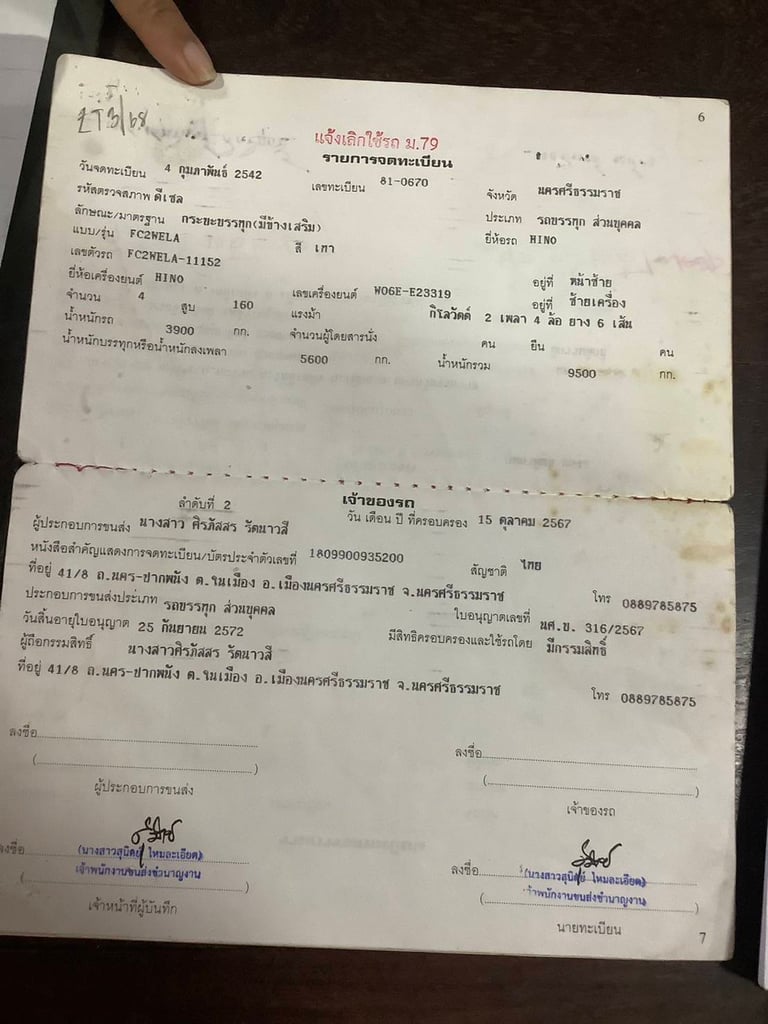 6
ZT3/68
แจ้งเลิกใช้รถ ม.79
รายการจดทะเบียน
วันจดทะเบียน 4 กุมภาพันธ์ 2542 เลขทะเบียน 81-0670 จังหวัด นครศรีธรรมราช
รหัสตรวจสภาพ ดีเซล ประเภท รถบรรทุก ส่วนบุคคล
ลักษณะ/มาตรฐาน กระบะบรรทุก(มีข้างเสริม) ยี่ห้อรถ HINO
แบบ/รุ่น FC2WELA สี เทา
เลขตัวรถ FC2WELA-11152 อยู่ที่ หน้าซ้าย
ยี่ห้อเครื่องยนต์ HINO เลขเครื่องยนต์ W06E-E23319 อยู่ที่ ซ้ายเครื่อง
จำนวน 4 สูบ 160 แรงม้า กิโลวัตต์ 2 เพลา 4 ล้อ ยาง 6 เส้น
น้ำหนักรถ 3900 กก. จำนวนผู้โดยสารนั่ง คน ยืน คน
น้ำหนักบรรทุกหรือน้ำหนักลงเพลา 5600 กก. น้ำหนักรวม 9500 กก.
ลำดับที่ 2 เจ้าของรถ
ผู้ประกอบการขนส่ง นางสาว ศิรภัสสร รัตนาวสี วัน เดือน ปี ที่ครอบครอง 15 ตุลาคม 2567
หนังสือสำคัญแสดงการจดทะเบียน/บัตรประจำตัวเลขที่ 1809900935200 สัญชาติ ไทย
ที่อยู่ 41/8 ถ.นคร-ปากพนัง ต.ในเมือง อ.เมืองนครศรีธรรมราช จ.นครศรีธรรมราช โทร 0889785875
ประกอบการขนส่งประเภท รถบรรทุก ส่วนบุคคล ใบอนุญาตเลขที่ นศ.ข. 316/2567
วันสิ้นอายุใบอนุญาต 25 กันยายน 2572 มีสิทธิครอบครองและใช้รถโดย มีกรรมสิทธิ์
ผู้ถือกรรมสิทธิ์ นางสาวศิรภัสสร รัตนาวสี
ที่อยู่ 41/8 ถ.นคร-ปากพนัง ต.ในเมือง อ.เมืองนครศรีธรรมราช จ.นครศรีธรรมราช โทร 0889785875
ลงชื่อ ลงชื่อ
( ) ( )
ผู้ประกอบการขนส่ง เจ้าของรถ
ลงชื่อ (นางสาวสุนิตย์ ไหมละเอียด) ลงชื่อ (นางสาวสุนิตย์ ไหมละเอียด)
(เจ้าพนักงานขนส่งชำนาญงาน) (เจ้าพนักงานขนส่งชำนาญงาน)
เจ้าหน้าที่ผู้บันทึก นายทะเบียน
7